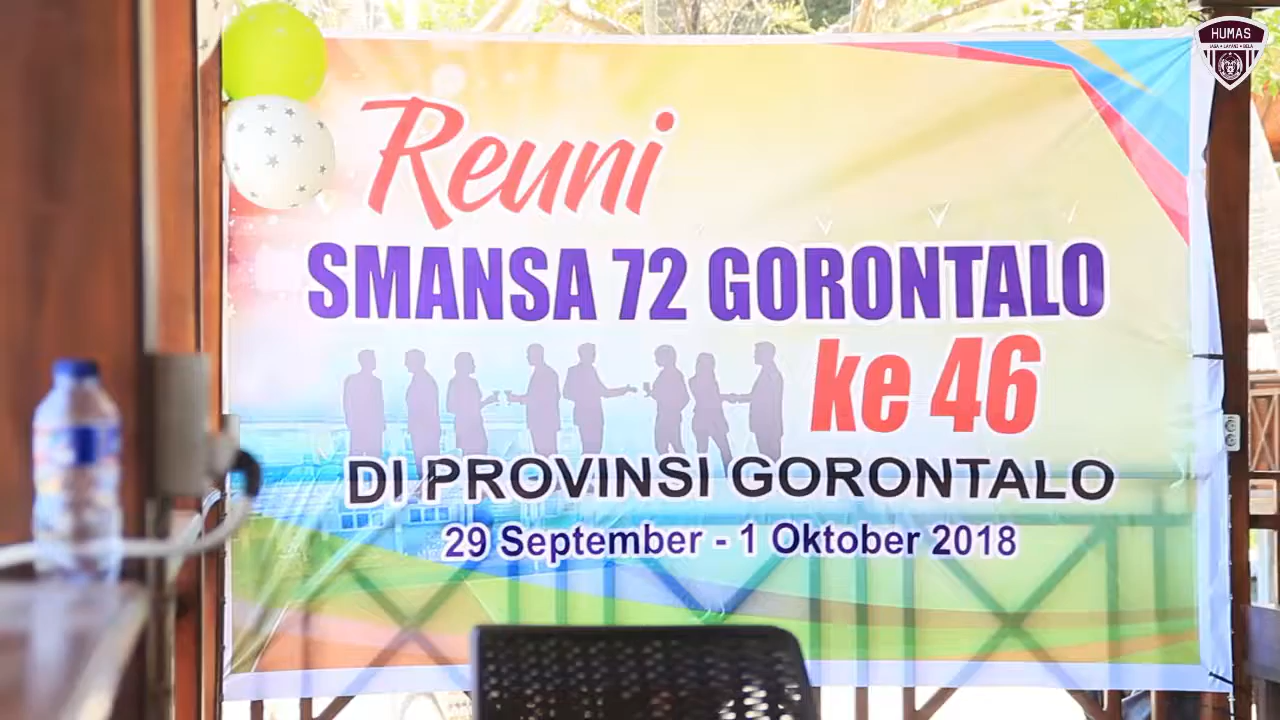 HUMAS
Reuni
SMANSA 72 GORONTALO
ke 46
DI PROVINSI GORONTALO
29 September - 1 Oktober 2018